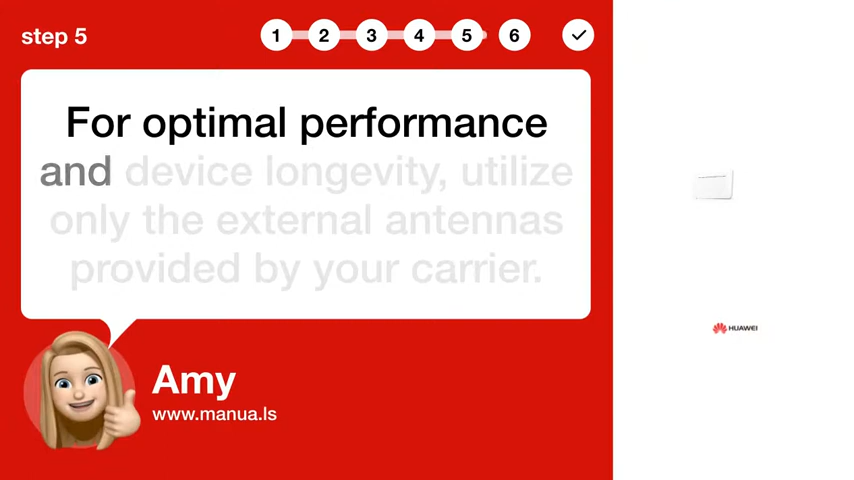 step 5
1 2 3 4 5 6
For optimal performance
and device longevity, utilize
only the external antennas
provided by your carrier.
Amy
www.manua.ls
HUAWEI